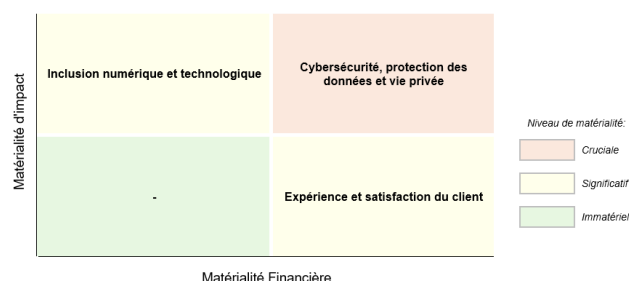 Matérialité d'impact
Inclusion numérique et technologique
Cybersécurité, protection des
données et vie privée
-
Expérience et satisfaction du client
Matérialité Financière
Niveau de matérialité:
Cruciale
Significatif
Immatériel